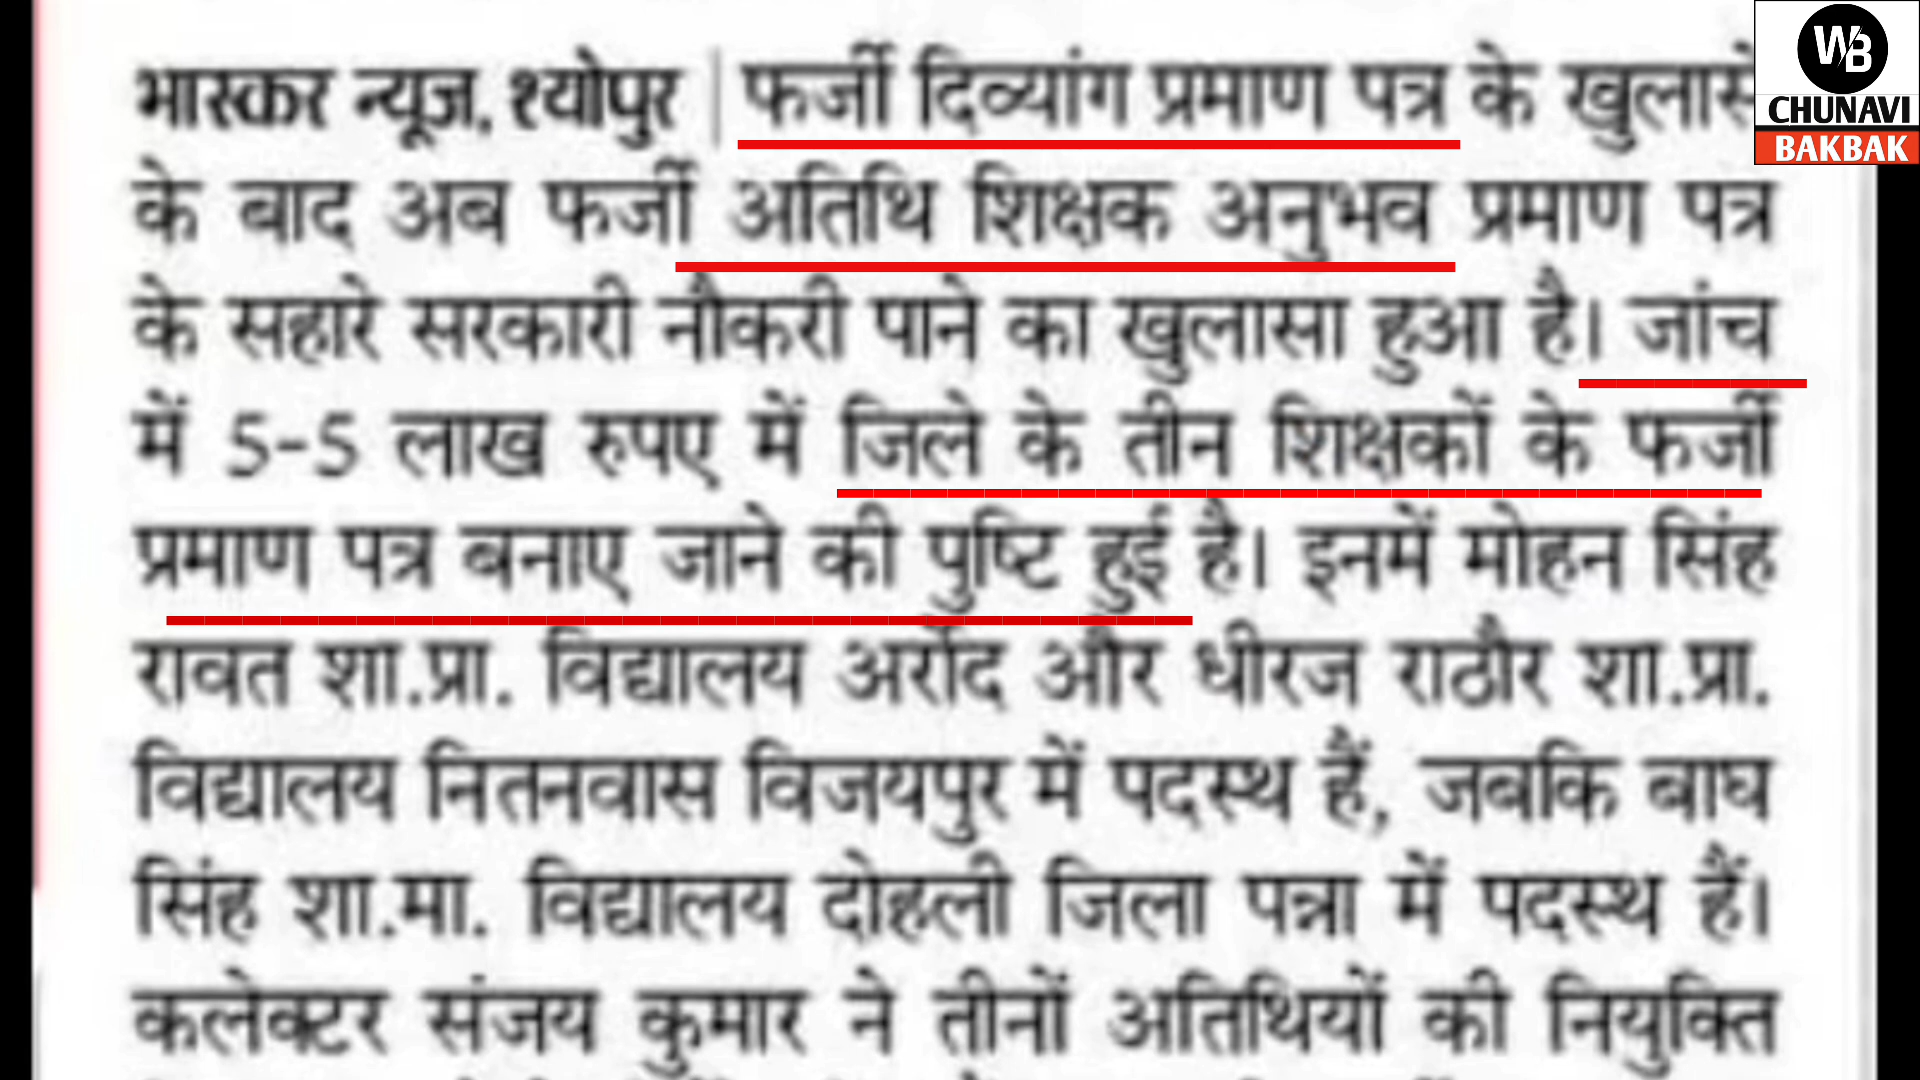 भास्कर न्यूज, श्योपुर | फर्जी दिव्यांग प्रमाण पत्र के खुलासे
के बाद अब फर्जी अतिथि शिक्षक अनुभव प्रमाण पत्र
के सहारे सरकारी नौकरी पाने का खुलासा हुआ है। जांच
में 5-5 लाख रुपए में जिले के तीन शिक्षकों के फर्जी
प्रमाण पत्र बनाए जाने की पुष्टि हुई है। इनमें मोहन सिंह
रावत शा.प्रा. विद्यालय अर्रोद और धीरज राठौर शा.प्रा.
विद्यालय नितनवास विजयपुर में पदस्थ हैं, जबकि बाघ
सिंह शा.मा. विद्यालय दोहली जिला पन्ना में पदस्थ हैं।
कलेक्टर संजय कुमार ने तीनों अतिथियों की नियुक्ति
WB
CHUNAVI
BAKBAK